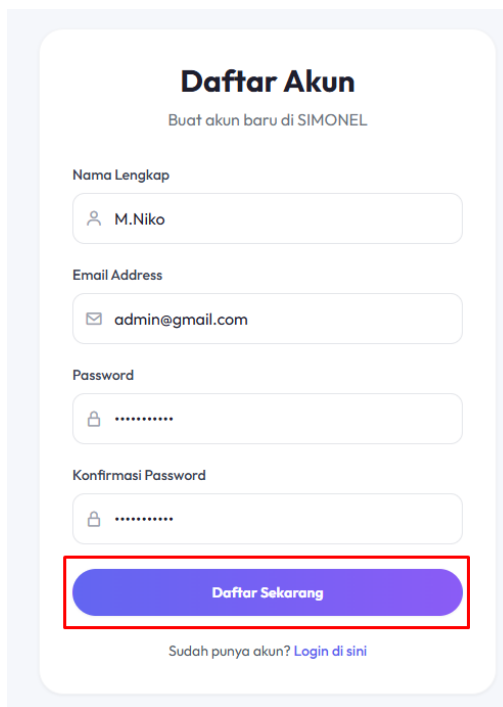 Daftar Akun
Buat akun baru di SIMONEL
Nama Lengkap
M.Niko
Email Address
admin@gmail.com
Password
•••••••••••
Konfirmasi Password
•••••••••••
Daftar Sekarang
Sudah punya akun? Login di sini